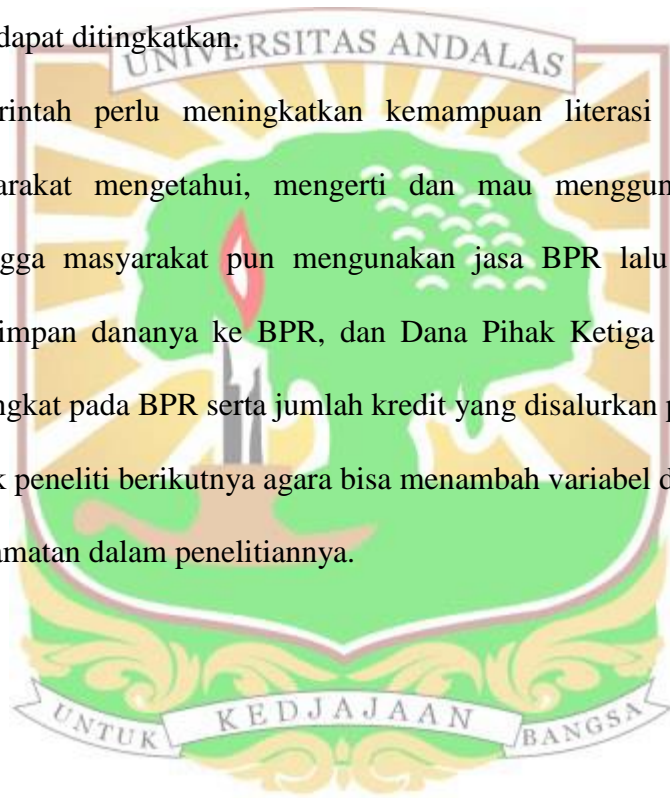 dapat ditingkatkan.
UNIVERSITAS ANDALAS
rintah perlu meningkatkan kemampuan literasi
arakat mengetahui, mengerti dan mau menggun
gga masyarakat pun mengunakan jasa BPR lalu
impan dananya ke BPR, dan Dana Pihak Ketiga
ngkat pada BPR serta jumlah kredit yang disalurkan p
k peneliti berikutnya agara bisa menambah variabel d
amatan dalam penelitiannya.
UNTUK KEDJAJAAN BANGSA